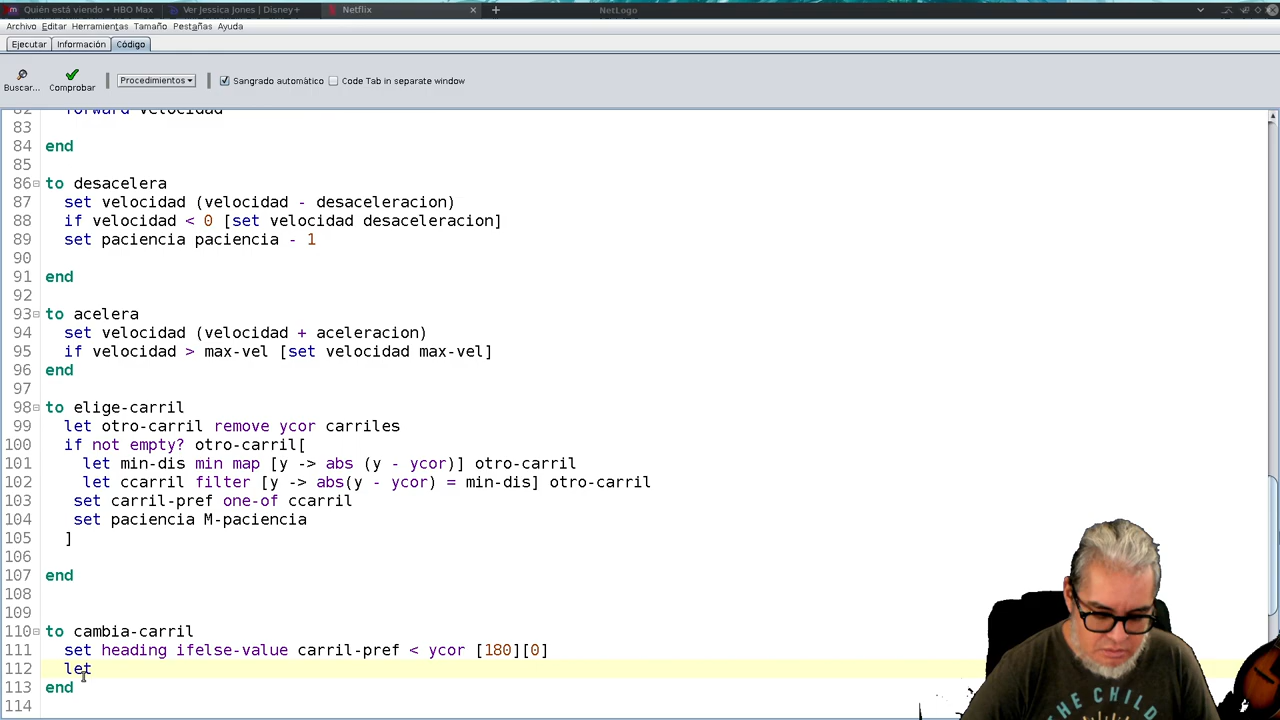 Quién está viendo • HBO Max
Ver Jessica Jones | Disney+
Netflix
NetLogo
Archivo Editar Herramientas Tamaño Pestañas Ayuda
Ejecutar Información Código
Buscar... Comprobar Procedimientos Sangrado automático Code Tab in separate window
82 forward velocidad
83
84 end
85
86 to desacelera
87 set velocidad (velocidad - desaceleracion)
88 if velocidad < 0 [set velocidad desaceleracion]
89 set paciencia paciencia - 1
90
91 end
92
93 to acelera
94 set velocidad (velocidad + aceleracion)
95 if velocidad > max-vel [set velocidad max-vel]
96 end
97
98 to elige-carril
99 let otro-carril remove ycor carriles
100 if not empty? otro-carril[
101 let min-dis min map [y -> abs (y - ycor)] otro-carril
102 let ccarril filter [y -> abs(y - ycor) = min-dis] otro-carril
103 set carril-pref one-of ccarril
104 set paciencia M-paciencia
105 ]
106
107 end
108
109
110 to cambia-carril
111 set heading ifelse-value carril-pref < ycor [180][0]
112 let
113 end
114
THE CHILD